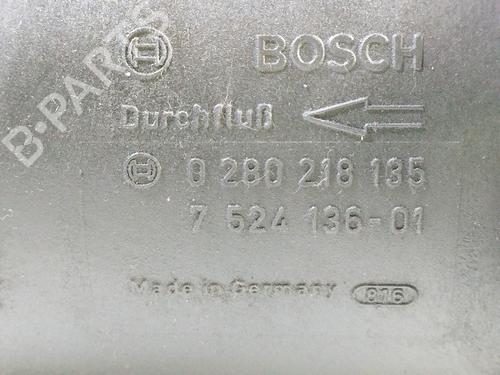 B-PARTS
BOSCH
Durchfluß
0 280 218 135
7 524 136-01
Made in Germany 816